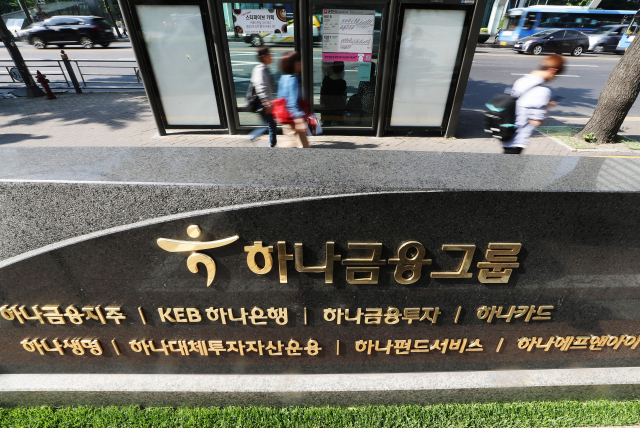 하나금융그룹
하나금융지주 | KEB 하나은행 | 하나금융투자 | 하나카드
하나생명 | 하나대체투자자산운용 | 하나펀드서비스 | 하나에프앤아이